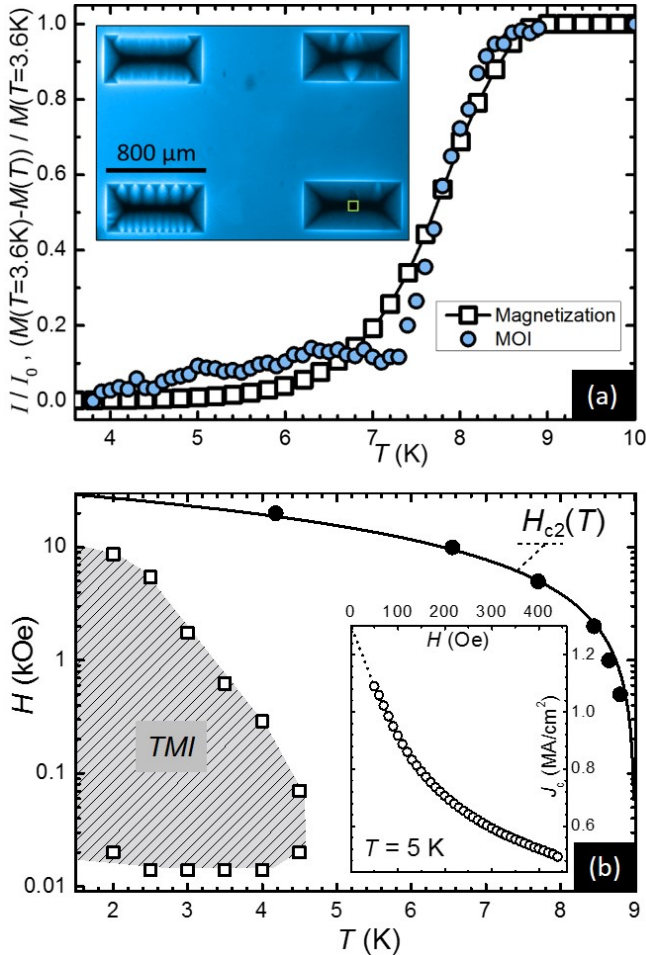 I / I0 , (M(T=3.6K)-M(T)) / M(T=3.6K)
1.0
0.8
0.6
0.4
0.2
0.0
800 μm
Magnetization
MOI
(a)
4 5 6 7 8 9 10
T (K)
H (kOe)
10
1
0.1
0.01
TMI
Hc2(T)
0 100 200 300 400
H (Oe)
1.2
1.0
0.8
0.6
Jc (MA/cm2)
T = 5 K
(b)
2 3 4 5 6 7 8 9
T (K)